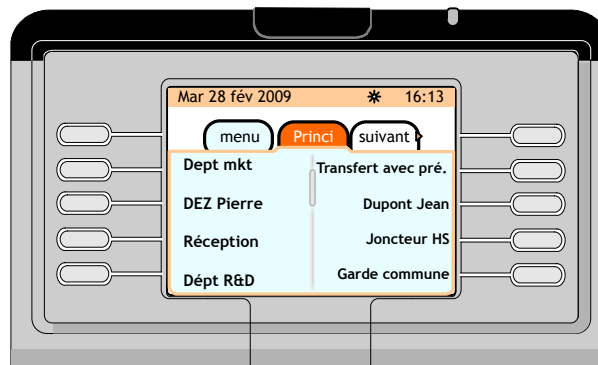 Mar 28 fév 2009 16:13
menu Princi suivant
Dept mkt Transfert avec pré.
DEZ Pierre Dupont Jean
Réception Joncteur HS
Dépt R&D Garde commune